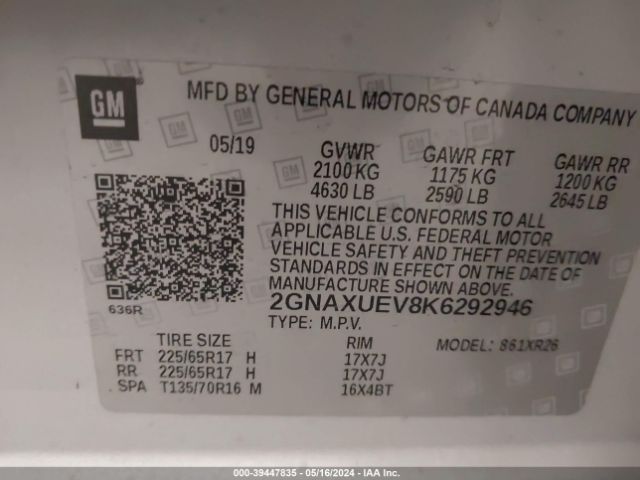 GM
MFD BY GENERAL MOTORS OF CANADA COMPANY
05/19
GVWR GAWR FRT GAWR RR
2100 KG 1175 KG 1200 KG
4630 LB 2590 LB 2645 LB
THIS VEHICLE CONFORMS TO ALL
APPLICABLE U.S. FEDERAL MOTOR
VEHICLE SAFETY AND THEFT PREVENTION
STANDARDS IN EFFECT ON THE DATE OF
MANUFACTURE SHOWN ABOVE.
2GNAXUEV8K6292946
636R
TYPE: M.P.V.
TIRE SIZE RIM MODEL: 861XR26
FRT 225/65R17 H 17X7J
RR 225/65R17 H 17X7J
. SPA T135/70R16 M 16X4BT
000-39447835 - 05/16/2024 - IAA Inc.